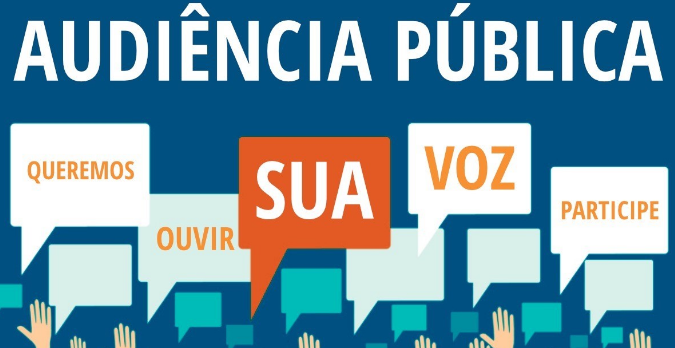 AUDIÊNCIA PÚBLICA
QUEREMOS
OUVIR
SUA
VOZ
PARTICIPE